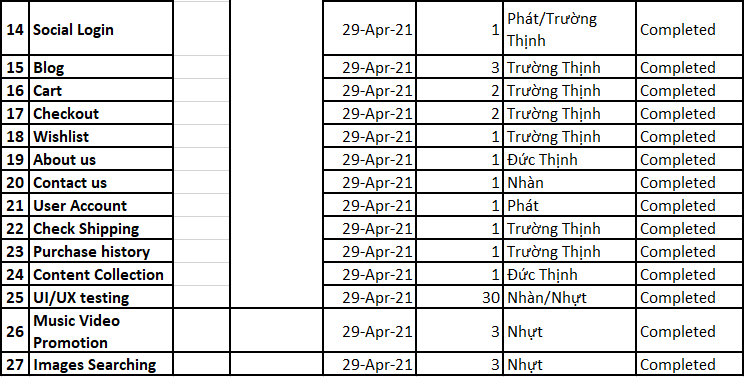 14 Social Login 29-Apr-21 1 Phát/Trường
Thịnh Completed
15 Blog 29-Apr-21 3 Trường Thịnh Completed
16 Cart 29-Apr-21 2 Trường Thịnh Completed
17 Checkout 29-Apr-21 2 Trường Thịnh Completed
18 Wishlist 29-Apr-21 1 Trường Thịnh Completed
19 About us 29-Apr-21 1 Đức Thịnh Completed
20 Contact us 29-Apr-21 1 Nhàn Completed
21 User Account 29-Apr-21 1 Phát Completed
22 Check Shipping 29-Apr-21 1 Trường Thịnh Completed
23 Purchase history 29-Apr-21 1 Trường Thịnh Completed
24 Content Collection 29-Apr-21 1 Đức Thịnh Completed
25 UI/UX testing 29-Apr-21 30 Nhàn/Nhựt Completed
26 Music Video
Promotion 29-Apr-21 3 Nhựt Completed
27 Images Searching 29-Apr-21 3 Nhựt Completed